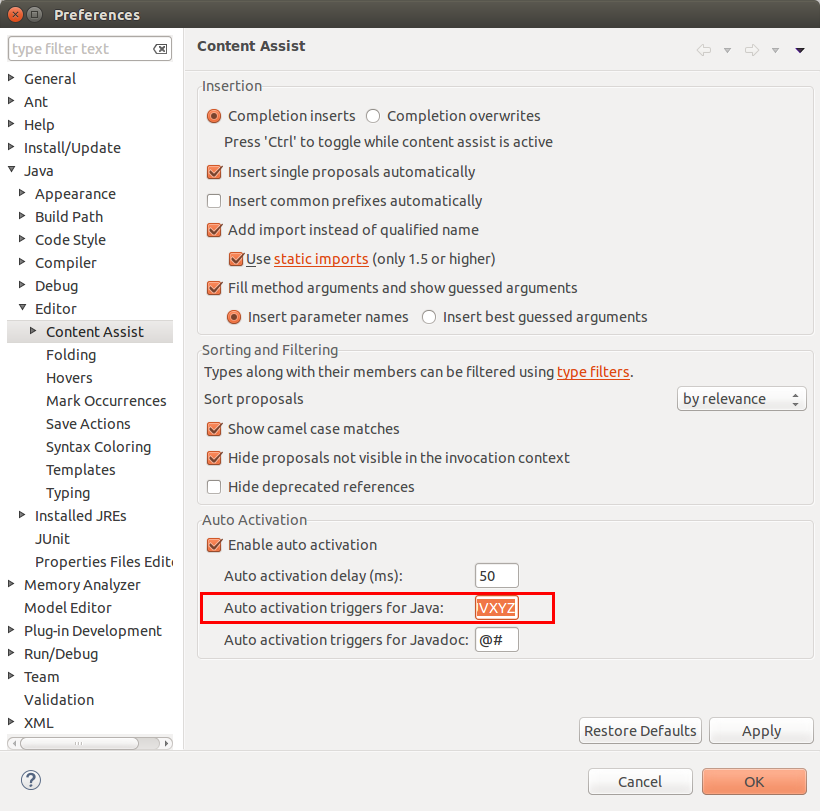 Preferences
type filter text
General
Ant
Help
Install/Update
Java
Appearance
Build Path
Code Style
Compiler
Debug
Editor
Content Assist
Folding
Hovers
Mark Occurrences
Save Actions
Syntax Coloring
Templates
Typing
Installed JREs
JUnit
Properties Files Edit
Memory Analyzer
Model Editor
Plug-in Development
Run/Debug
Team
Validation
XML
Content Assist
Insertion
Completion inserts Completion overwrites
Press 'Ctrl' to toggle while content assist is active
Insert single proposals automatically
Insert common prefixes automatically
Add import instead of qualified name
Use static imports (only 1.5 or higher)
Fill method arguments and show guessed arguments
Insert parameter names Insert best guessed arguments
Sorting and Filtering
Types along with their members can be filtered using type filters.
Sort proposals by relevance
Show camel case matches
Hide proposals not visible in the invocation context
Hide deprecated references
Auto Activation
Enable auto activation
Auto activation delay (ms): 50
Auto activation triggers for Java: VXYZ
Auto activation triggers for Javadoc: @#
Restore Defaults Apply
? Cancel OK